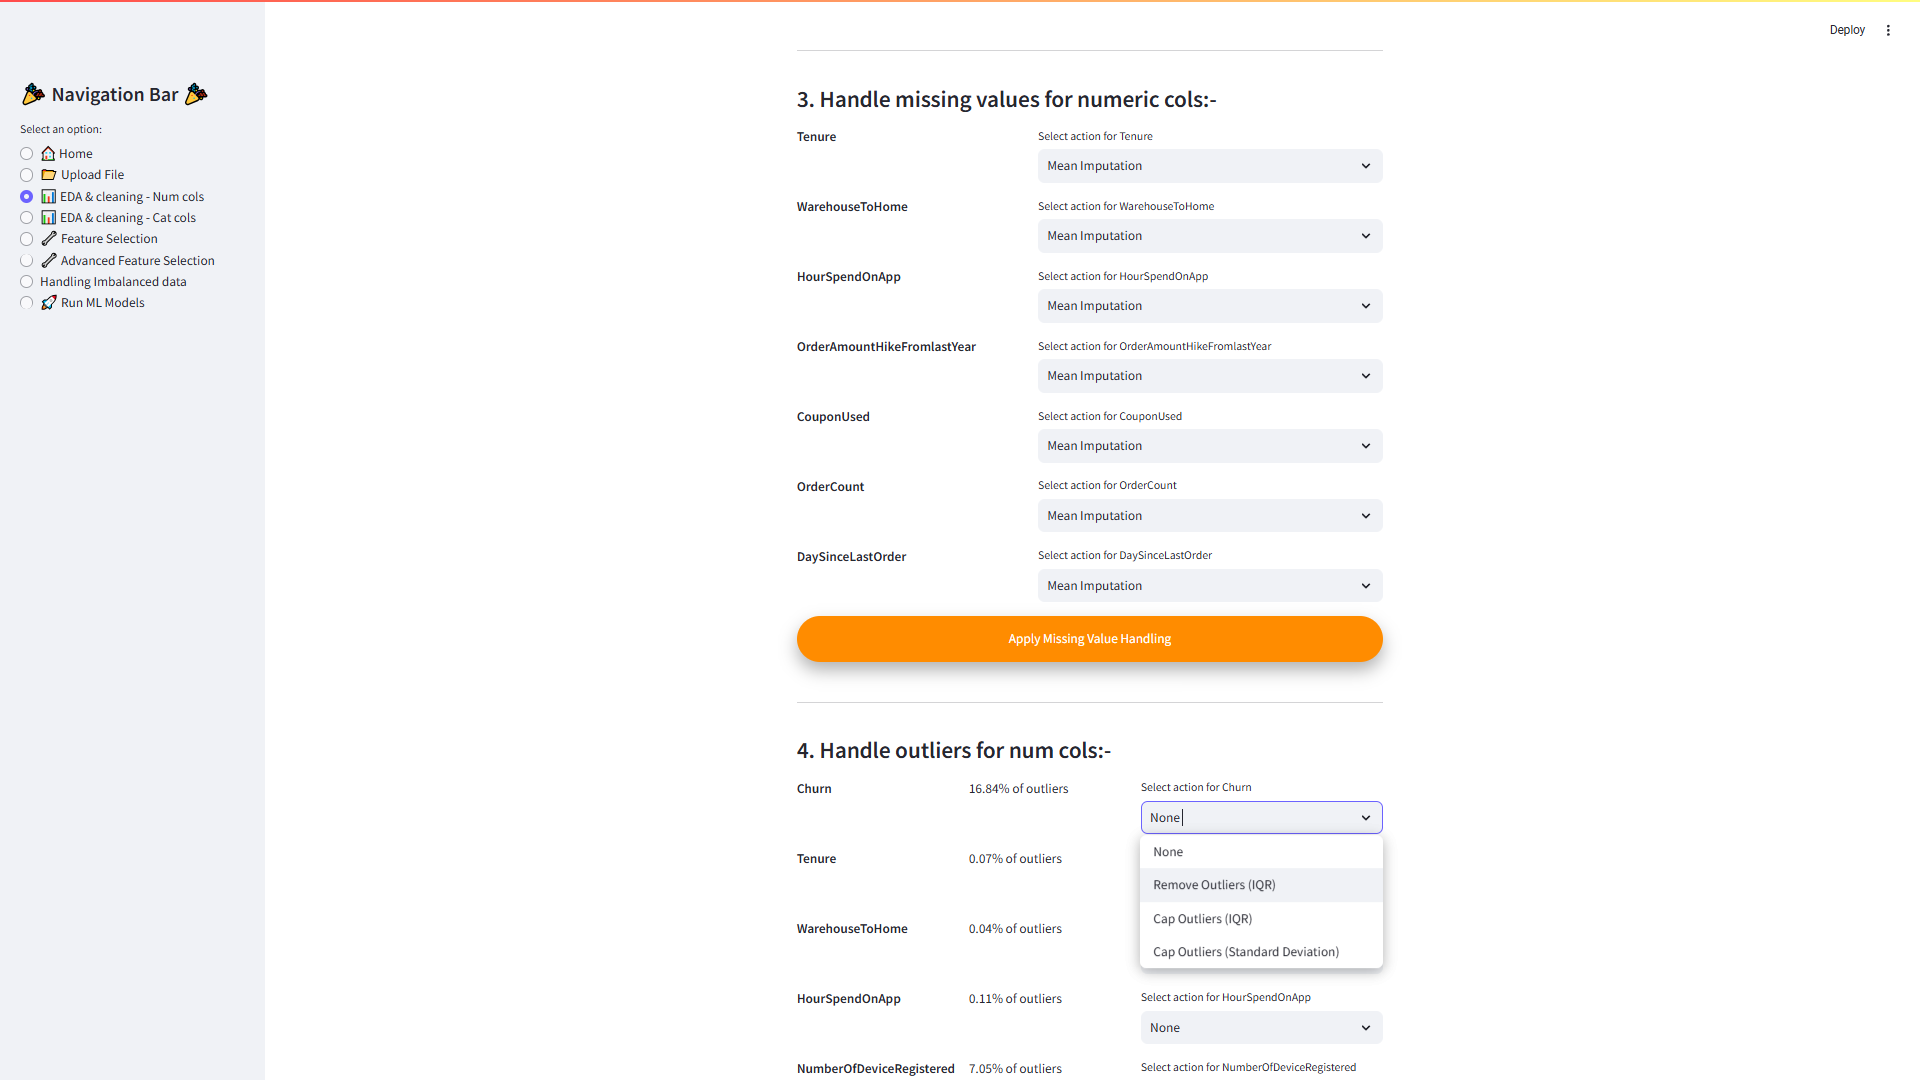 Deploy
Navigation Bar
Select an option:
Home
Upload File
EDA & cleaning - Num cols
EDA & cleaning - Cat cols
Feature Selection
Advanced Feature Selection
Handling Imbalanced data
Run ML Models
3. Handle missing values for numeric cols:-
Tenure
Select action for Tenure
Mean Imputation
WarehouseToHome
Select action for WarehouseToHome
Mean Imputation
HourSpendOnApp
Select action for HourSpendOnApp
Mean Imputation
OrderAmountHikeFromlastYear
Select action for OrderAmountHikeFromlastYear
Mean Imputation
CouponUsed
Select action for CouponUsed
Mean Imputation
OrderCount
Select action for OrderCount
Mean Imputation
DaySinceLastOrder
Select action for DaySinceLastOrder
Mean Imputation
Apply Missing Value Handling
4. Handle outliers for num cols:-
Churn
16.84% of outliers
Select action for Churn
None
None
Remove Outliers (IQR)
Cap Outliers (IQR)
Cap Outliers (Standard Deviation)
Tenure
0.07% of outliers
WarehouseToHome
0.04% of outliers
HourSpendOnApp
0.11% of outliers
Select action for HourSpendOnApp
None
NumberOfDeviceRegistered
7.05% of outliers
Select action for NumberOfDeviceRegistered